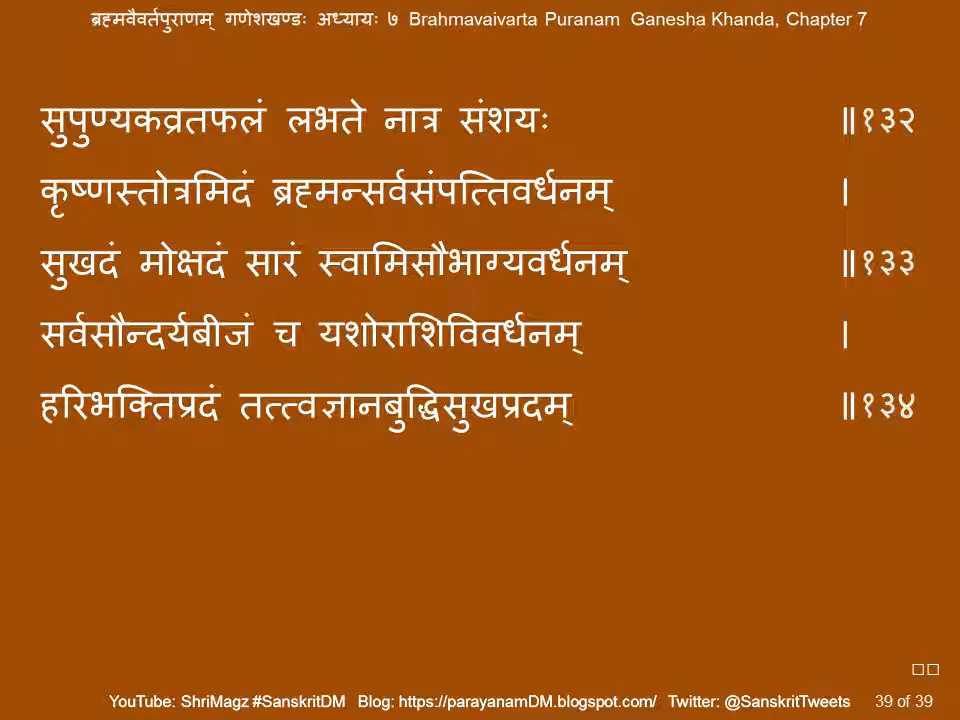 ब्रह्मवैवर्तपुराणम् गणेशखण्डः अध्यायः ७ Brahmavaivarta Puranam Ganesha Khanda, Chapter 7
सुपुण्यकव्रतफलं लभते नात्र संशयः ॥१३२
कृष्णस्तोत्रमिदं ब्रह्मन्सर्वसंपत्तिवर्धनम् ।
सुखदं मोक्षदं सारं स्वामिसौभाग्यवर्धनम् ॥१३३
सर्वसौन्दर्यबीजं च यशोराशिविवर्धनम् ।
हरिभक्तिप्रदं तत्त्वज्ञानबुद्धिसुखप्रदम् ॥१३४
YouTube: ShriMagz #SanskritDM Blog: https://parayanamDM.blogspot.com/ Twitter: @SanskritTweets 39 of 39